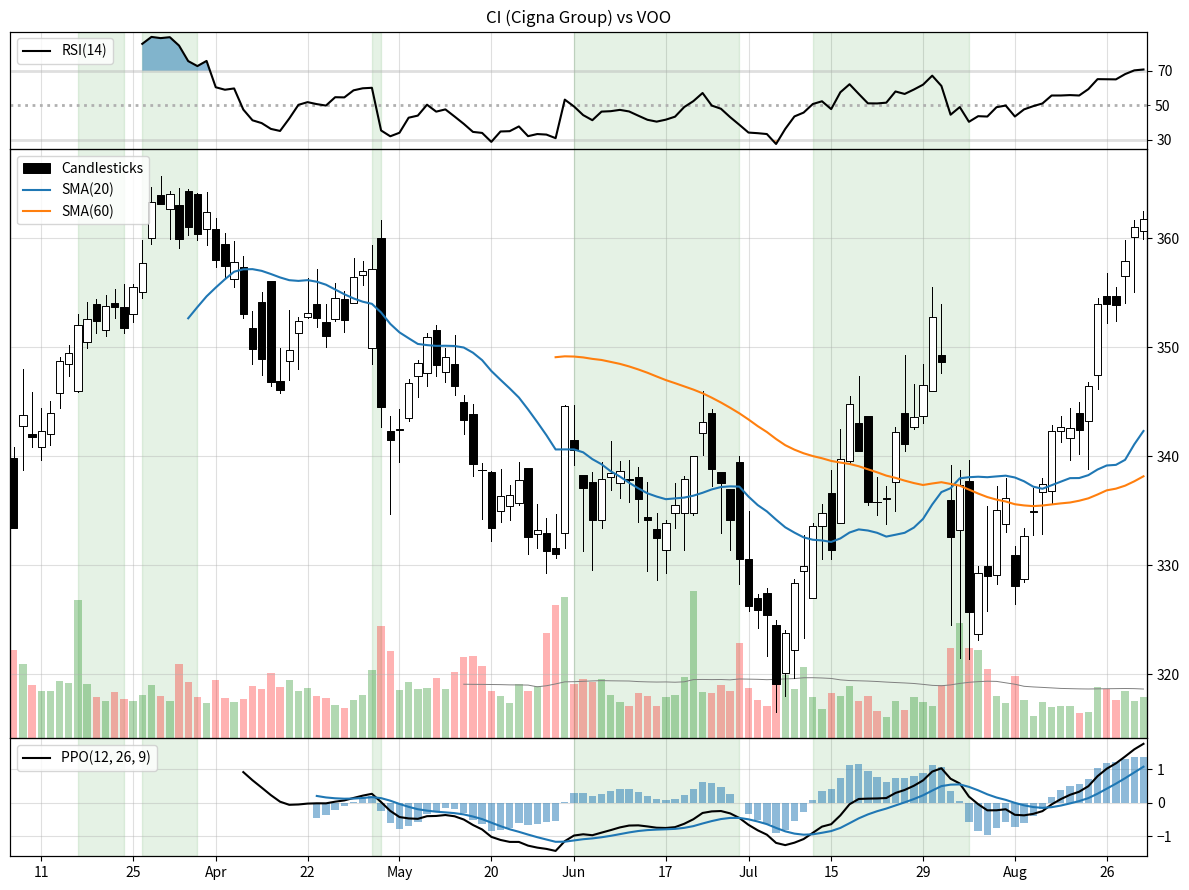 CI (Cigna Group) vs VOO
RSI(14)
70
50
30
Candlesticks
SMA(20)
SMA(60)
360
350
340
330
320
PPO(12, 26, 9)
1
0
−1
11 25 Apr 22 May 20 Jun 17 Jul 15 29 Aug 26